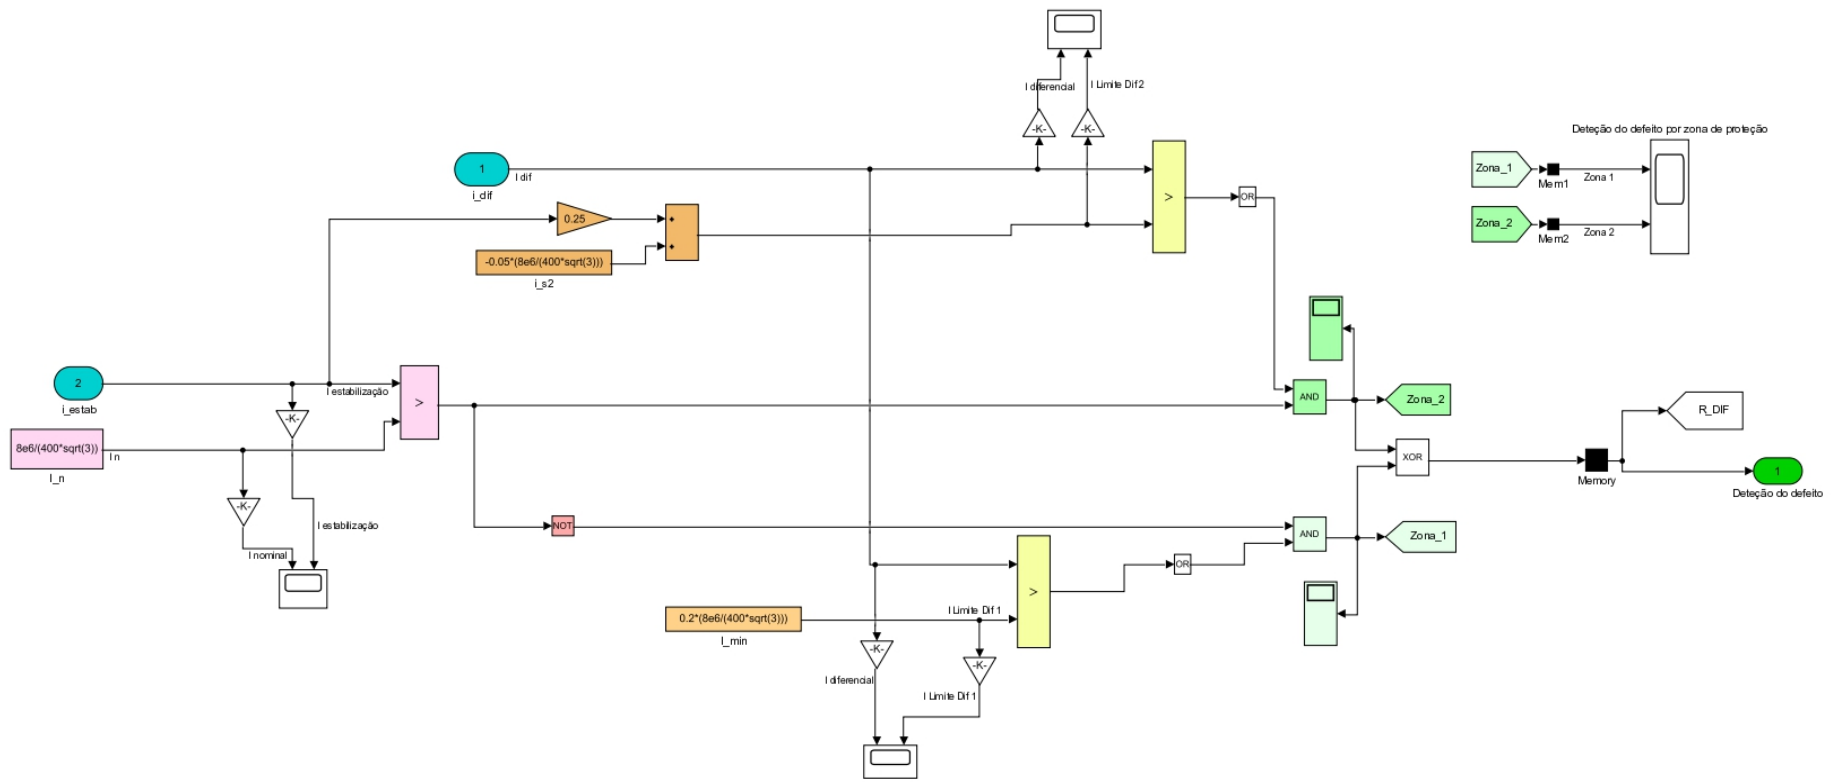 I diferencial
I Limite Dif2
-K-
-K-
Deteção do defeito por zona de proteção
1
I dif
i_dif
>
OR
Zona_1
Mem1
Zona 1
Zona_2
Mem2
Zona 2
0.25
+
+
-0.05*(8e6/(400*sqrt(3)))
i_s2
2
i_estab
I estabilização
>
-K-
8e6/(400*sqrt(3))
I n
I_n
-K-
I estabilização
I nominal
AND
Zona_2
R_DIF
XOR
Memory
1
Deteção do defeito
NOT
AND
Zona_1
OR
>
0.2*(8e6/(400*sqrt(3)))
I_min
I Limite Dif 1
-K-
-K-
I diferencial
I Limite Dif 1